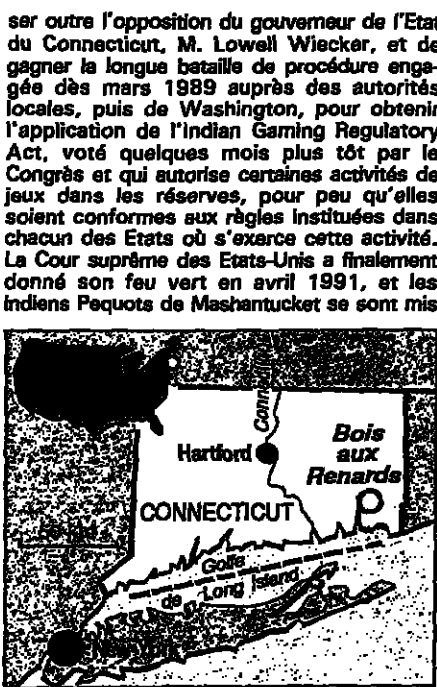 ser outre l'opposition du gouverneur de l'Etat
du Connecticut, M. Lowell Wiecker, et de
gagner la longue bataille de procédure enga-
gée dès mars 1989 auprès des autorités
locales, puis de Washington, pour obtenir
l'application de l'Indian Gaming Regulatory
Act, voté quelques mois plus tôt par le
Congrès et qui autorise certaines activités de
jeux dans les réserves, pour peu qu'elles
soient conformes aux règles instituées dans
chacun des Etats où s'exerce cette activité.
La Cour suprême des Etats-Unis a finalement
donné son feu vert en avril 1991, et les
Indiens Pequots de Mashantucket se sont mis
Hartford
Bois
aux
Renards
CONNECTICUT
Golfe
de Long Island